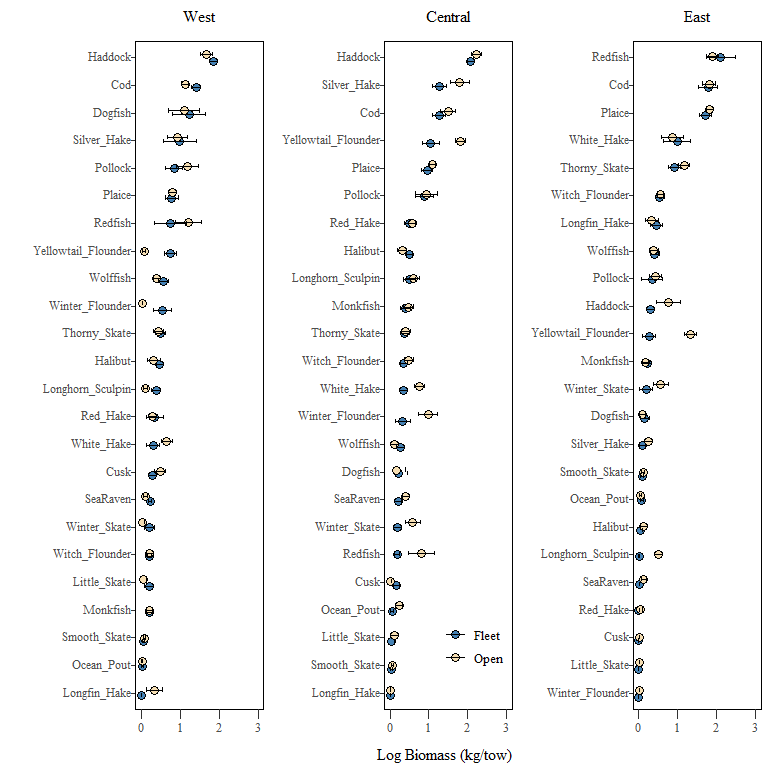 West
Haddock
Cod
Dogfish
Silver_Hake
Pollock
Plaice
Redfish
Yellowtail_Flounder
Wolffish
Winter_Flounder
Thorny_Skate
Halibut
Longhorn_Sculpin
Red_Hake
White_Hake
Cusk
SeaRaven
Winter_Skate
Witch_Flounder
Little_Skate
Monkfish
Smooth_Skate
Ocean_Pout
Longfin_Hake
0 1 2 3
Central
Haddock
Silver_Hake
Cod
Yellowtail_Flounder
Plaice
Pollock
Red_Hake
Halibut
Longhorn_Sculpin
Monkfish
Thorny_Skate
Witch_Flounder
White_Hake
Winter_Flounder
Wolffish
Dogfish
SeaRaven
Winter_Skate
Redfish
Cusk
Ocean_Pout
Little_Skate
Smooth_Skate
Longfin_Hake
Fleet
Open
0 1 2 3
East
Redfish
Cod
Plaice
White_Hake
Thorny_Skate
Witch_Flounder
Longfin_Hake
Wolffish
Pollock
Haddock
Yellowtail_Flounder
Monkfish
Winter_Skate
Dogfish
Silver_Hake
Smooth_Skate
Ocean_Pout
Halibut
Longhorn_Sculpin
SeaRaven
Red_Hake
Cusk
Little_Skate
Winter_Flounder
0 1 2 3
Log Biomass (kg/tow)